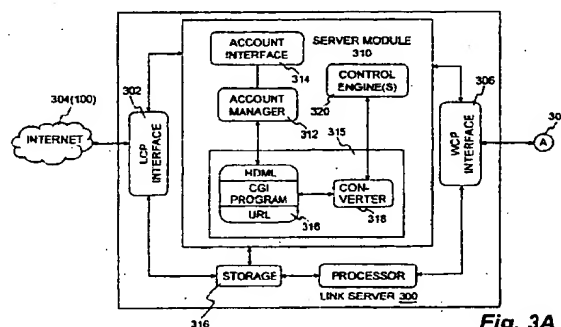 ACCOUNT
INTERFACE
314
SERVER MODULE
310
CONTROL
ENGINE(S)
320
ACCOUNT
MANAGER
312
302
304(100)
INTERNET
LCP INTERFACE
306
WCP INTERFACE
30
A
315
HDML
CGI PROGRAM
URL
316
CON-
VERTER
318
STORAGE
316
PROCESSOR
LINK SERVER 300
Fig. 3A